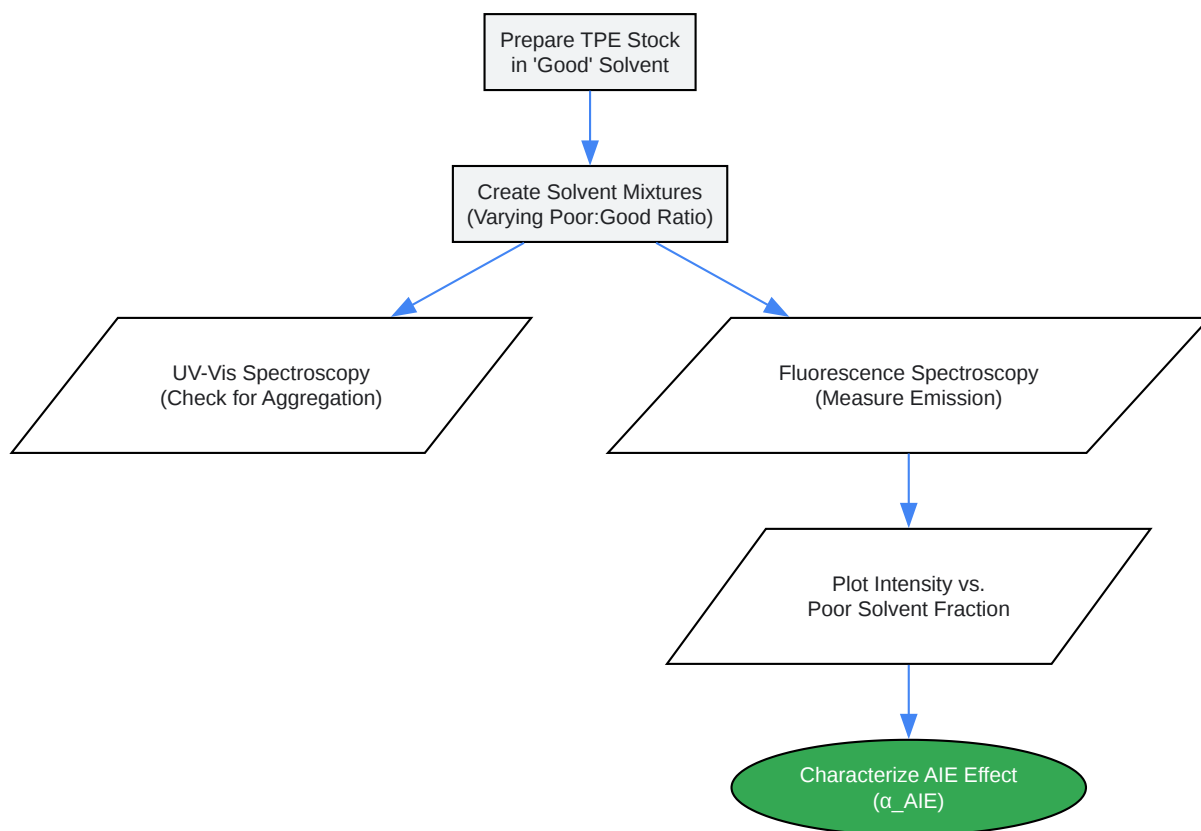 Prepare TPE Stock
in 'Good' Solvent
Create Solvent Mixtures
(Varying Poor:Good Ratio)
UV-Vis Spectroscopy
(Check for Aggregation)
Fluorescence Spectroscopy
(Measure Emission)
Plot Intensity vs.
Poor Solvent Fraction
Characterize AIE Effect
(α_AIE)